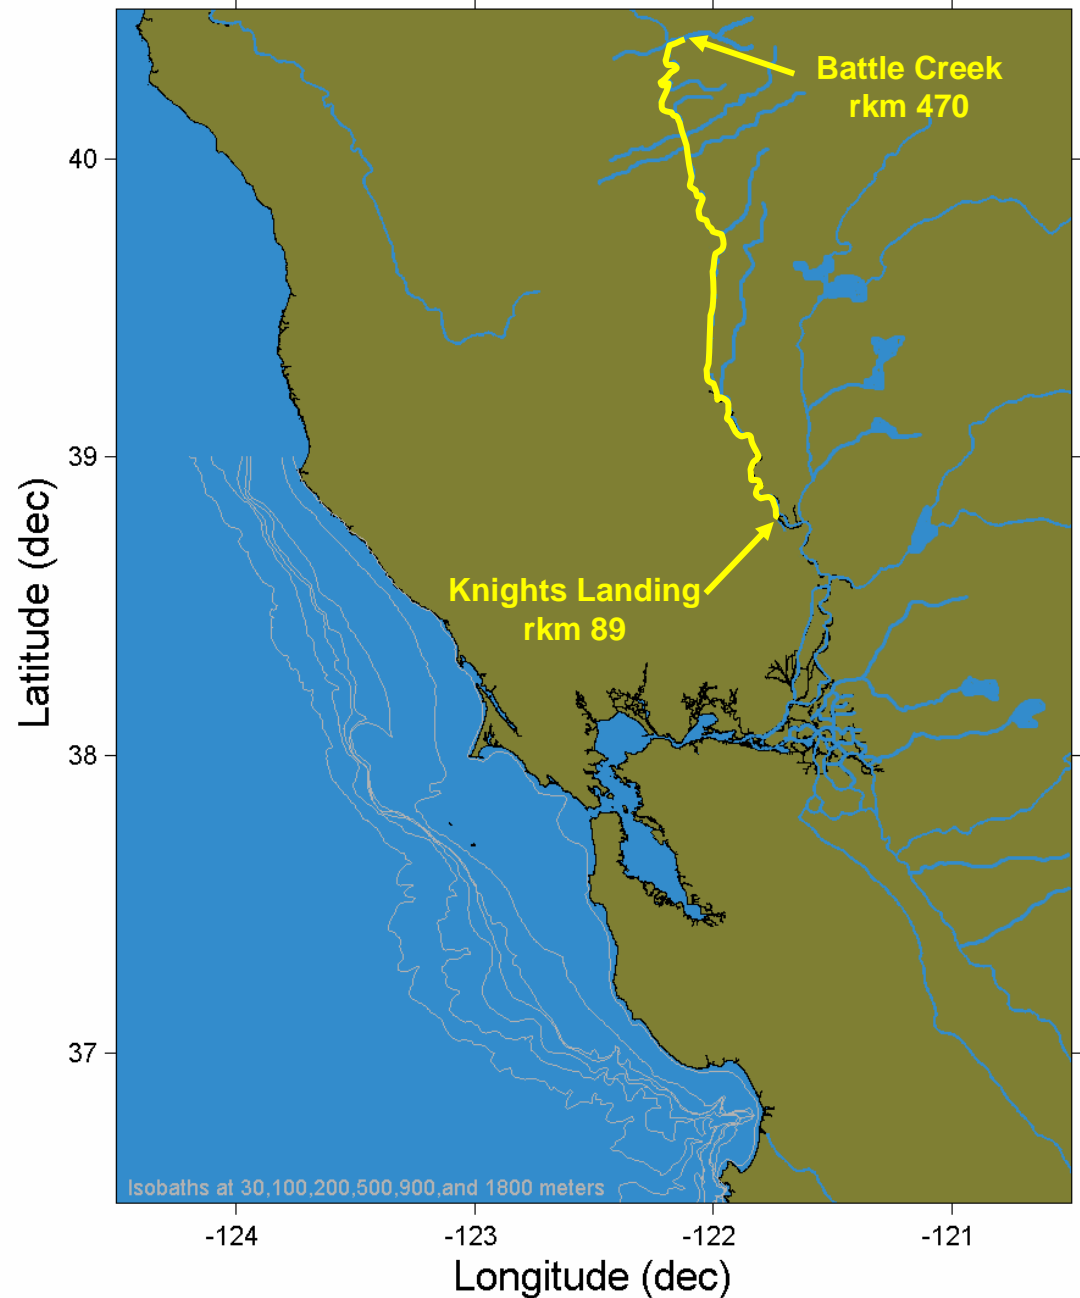 Battle Creek
rkm 470
40
39
Knights Landing
rkm 89
38
37
Latitude (dec)
Isobaths at 30,100,200,500,900,and 1800 meters
-124
-123
-122
-121
Longitude (dec)